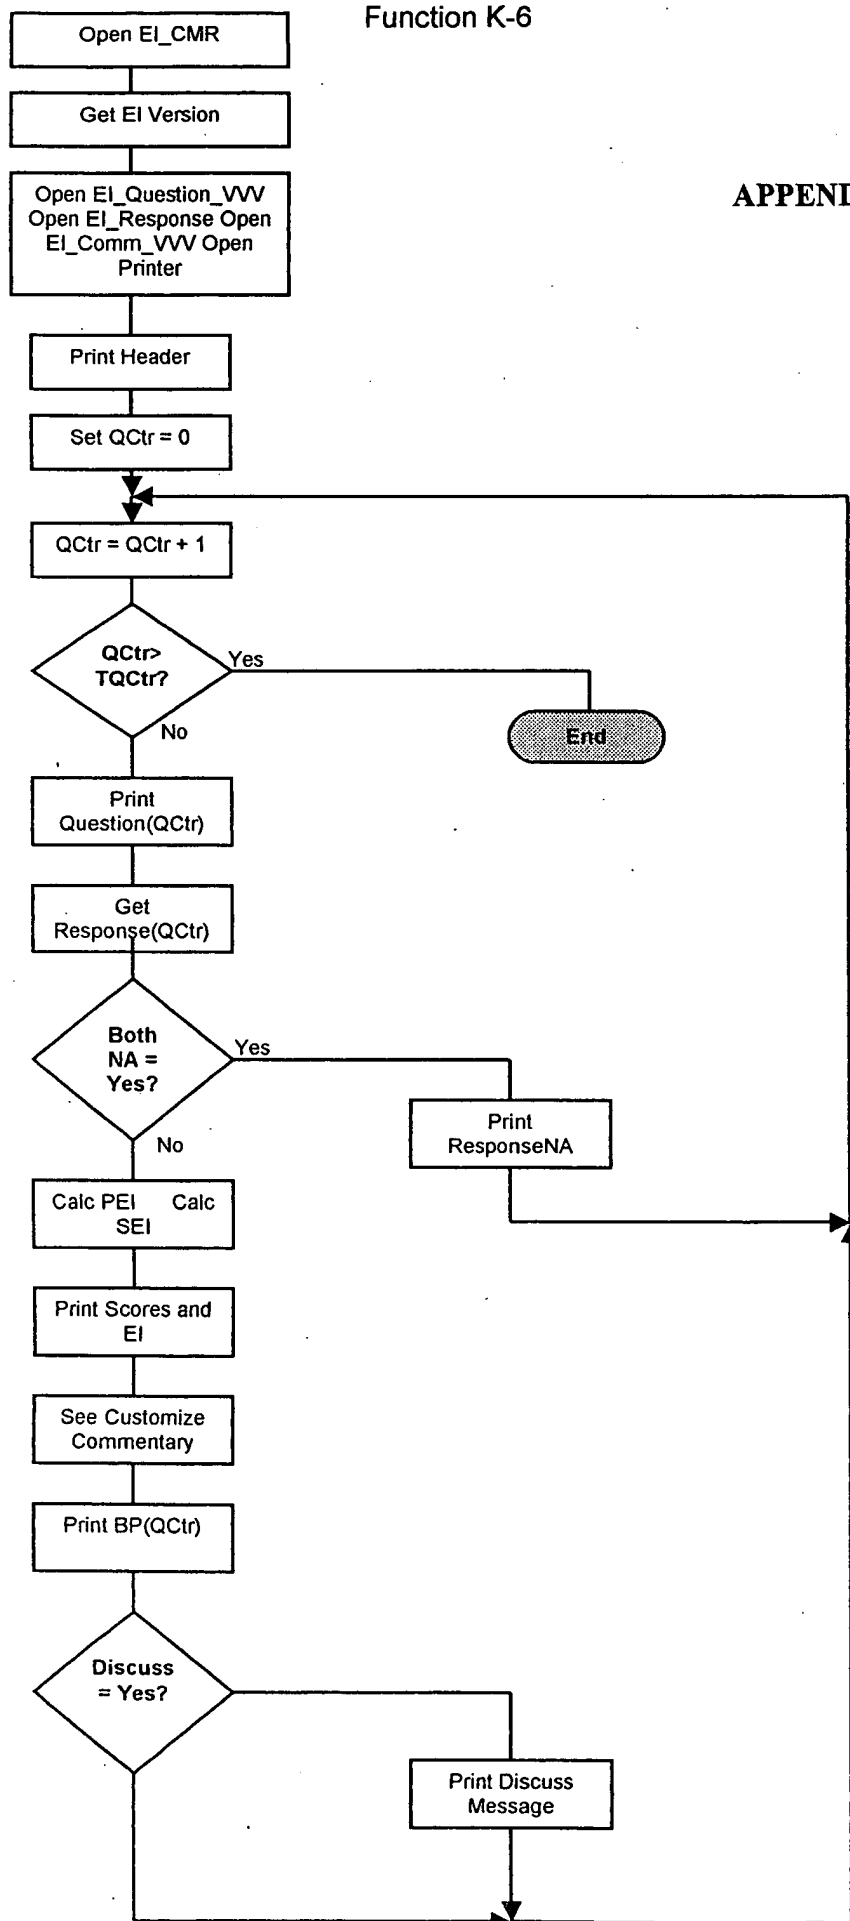 Function K-6
Open EI_CMR
Get EI Version
APPEND
Open EI_Question_VVV
Open EI_Response Open
EI_Comm_VVV Open
Printer
Print Header
Set QCtr = 0
QCtr = QCtr + 1
QCtr>
TQCtr?
Yes
No
End
Print
Question(QCtr)
Get
Response(QCtr)
Both
NA =
Yes?
Yes
No
Print
ResponseNA
Calc PEI Calc
SEI
Print Scores and
EI
See Customize
Commentary
Print BP(QCtr)
Discuss
= Yes?
Print Discuss
Message